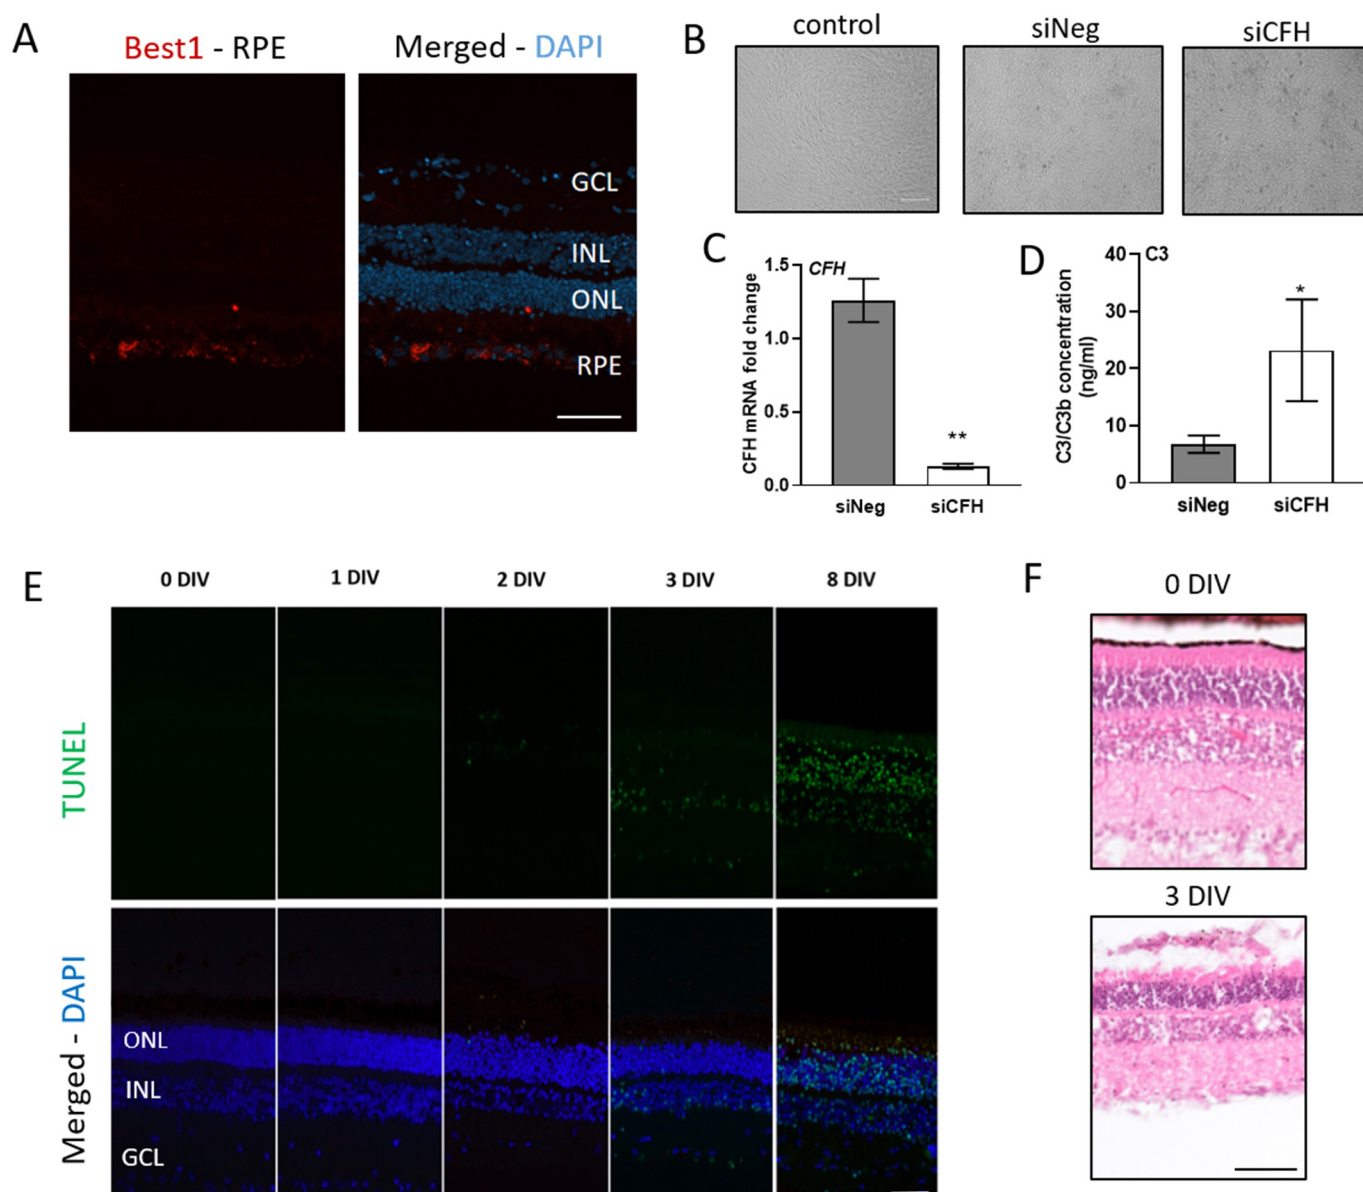 A
Best1 - RPE
Merged - DAPI
GCL
INL
ONL
RPE
B
control
siNeg
siCFH
C
CFH mRNA fold change
1.5
1.0
0.5
0.0
CFH
**
siNeg
siCFH
D
C3/C3b concentration
(ng/ml)
40
30
20
10
0
C3
*
siNeg
siCFH
E
0 DIV
1 DIV
2 DIV
3 DIV
8 DIV
TUNEL
Merged - DAPI
ONL
INL
GCL
F
0 DIV
3 DIV